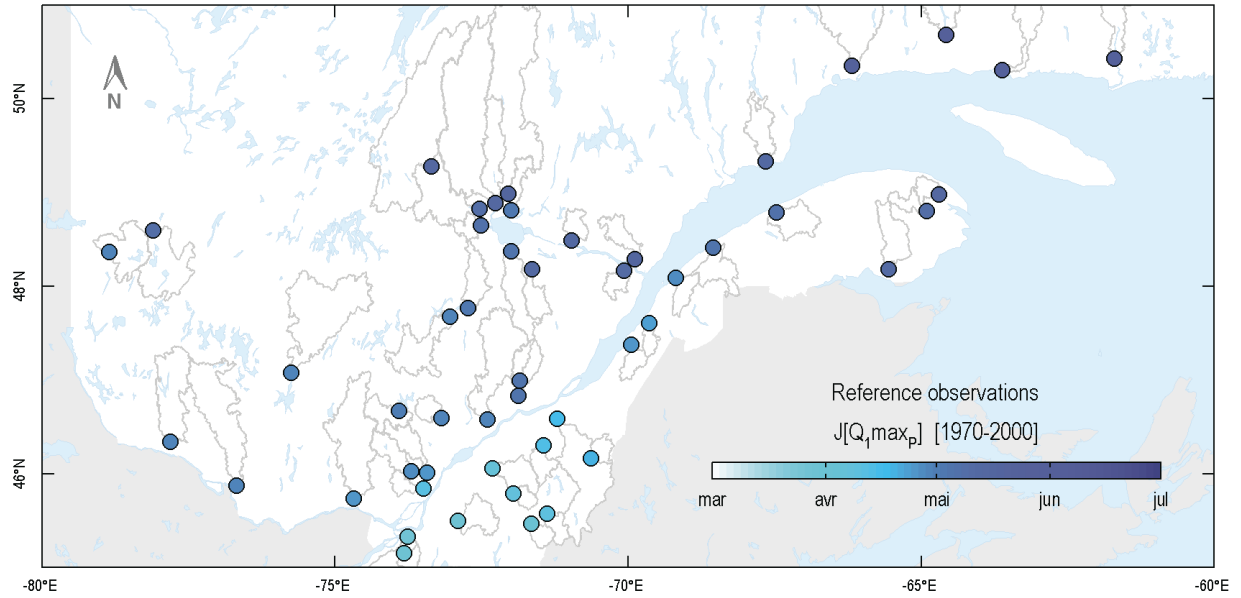 N
50°N
48°N
46°N
Reference observations
J[Q₁maxₚ] [1970-2000]
mar avr mai jun jul
-80°E -75°E -70°E -65°E -60°E